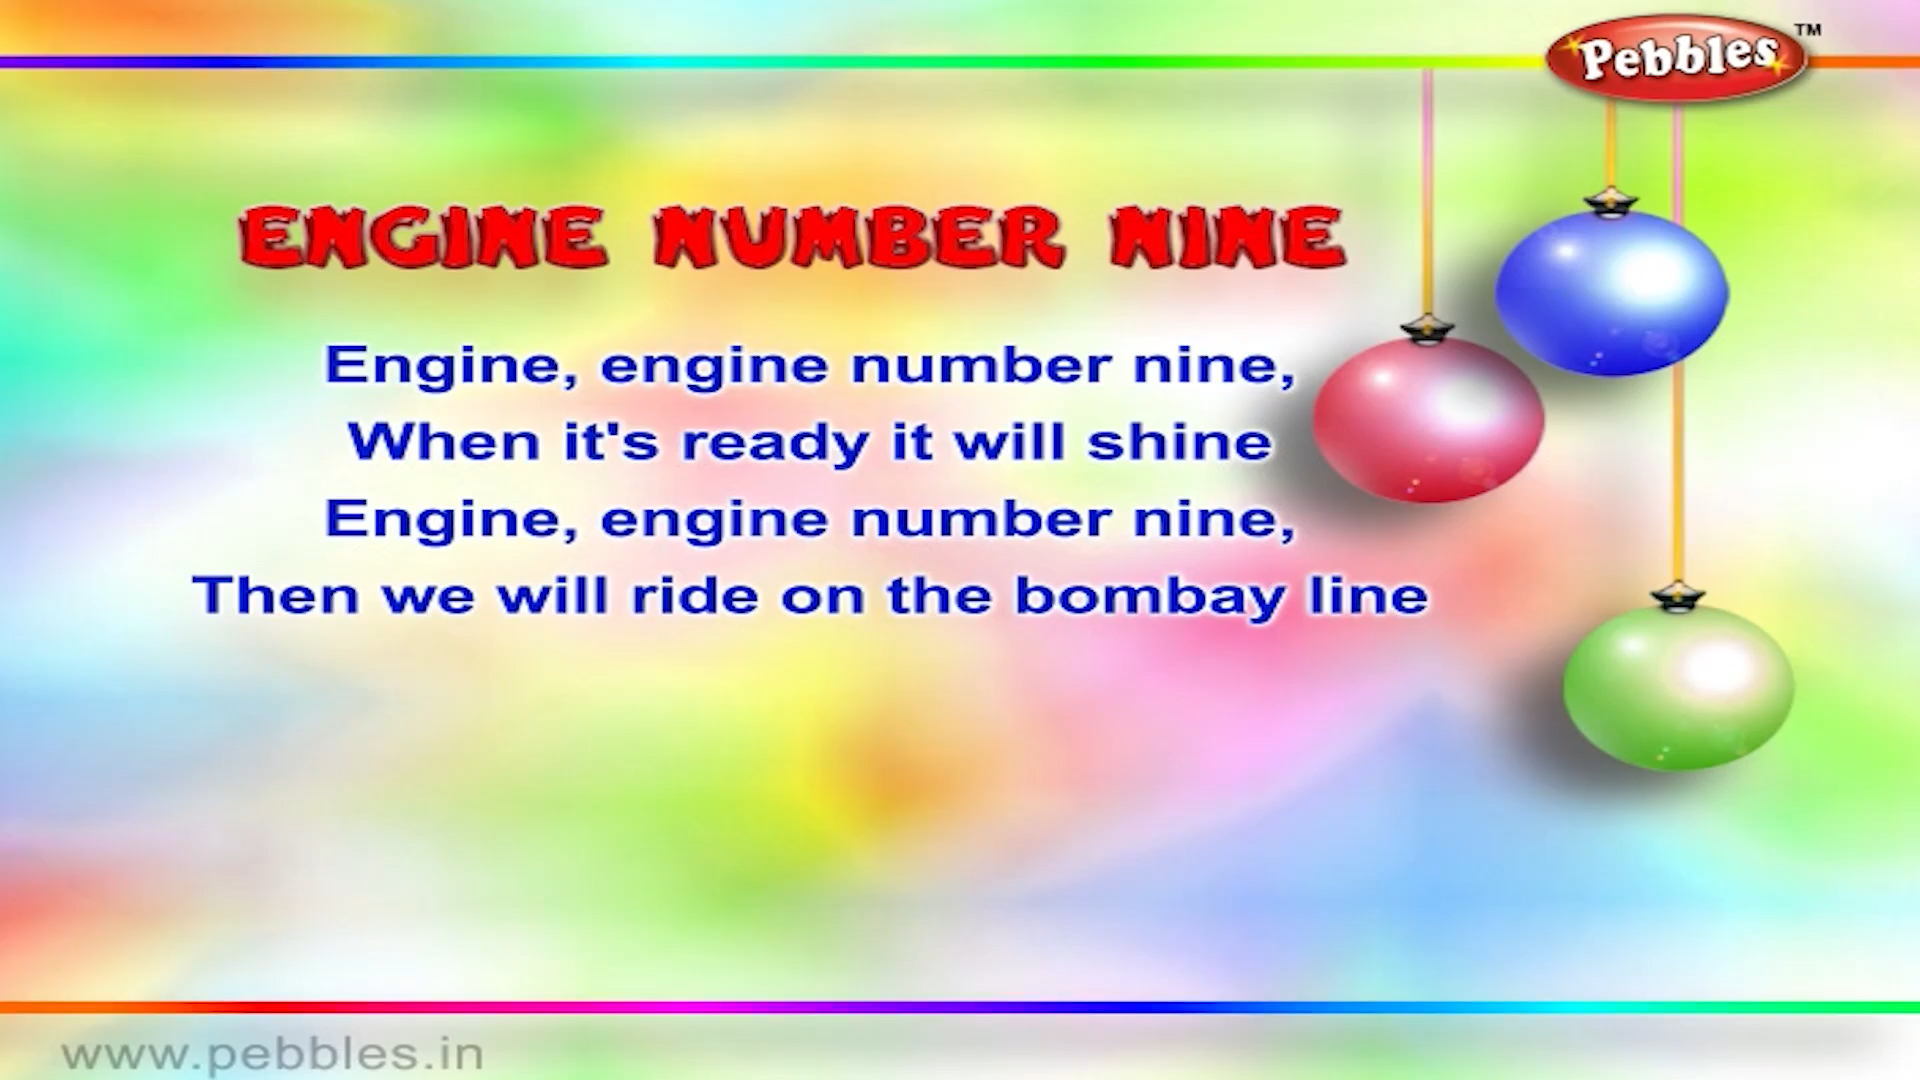 Pebbles™
ENGINE NUMBER NINE
Engine, engine number nine,
When it's ready it will shine
Engine, engine number nine,
Then we will ride on the bombay line
www.pebbles.in